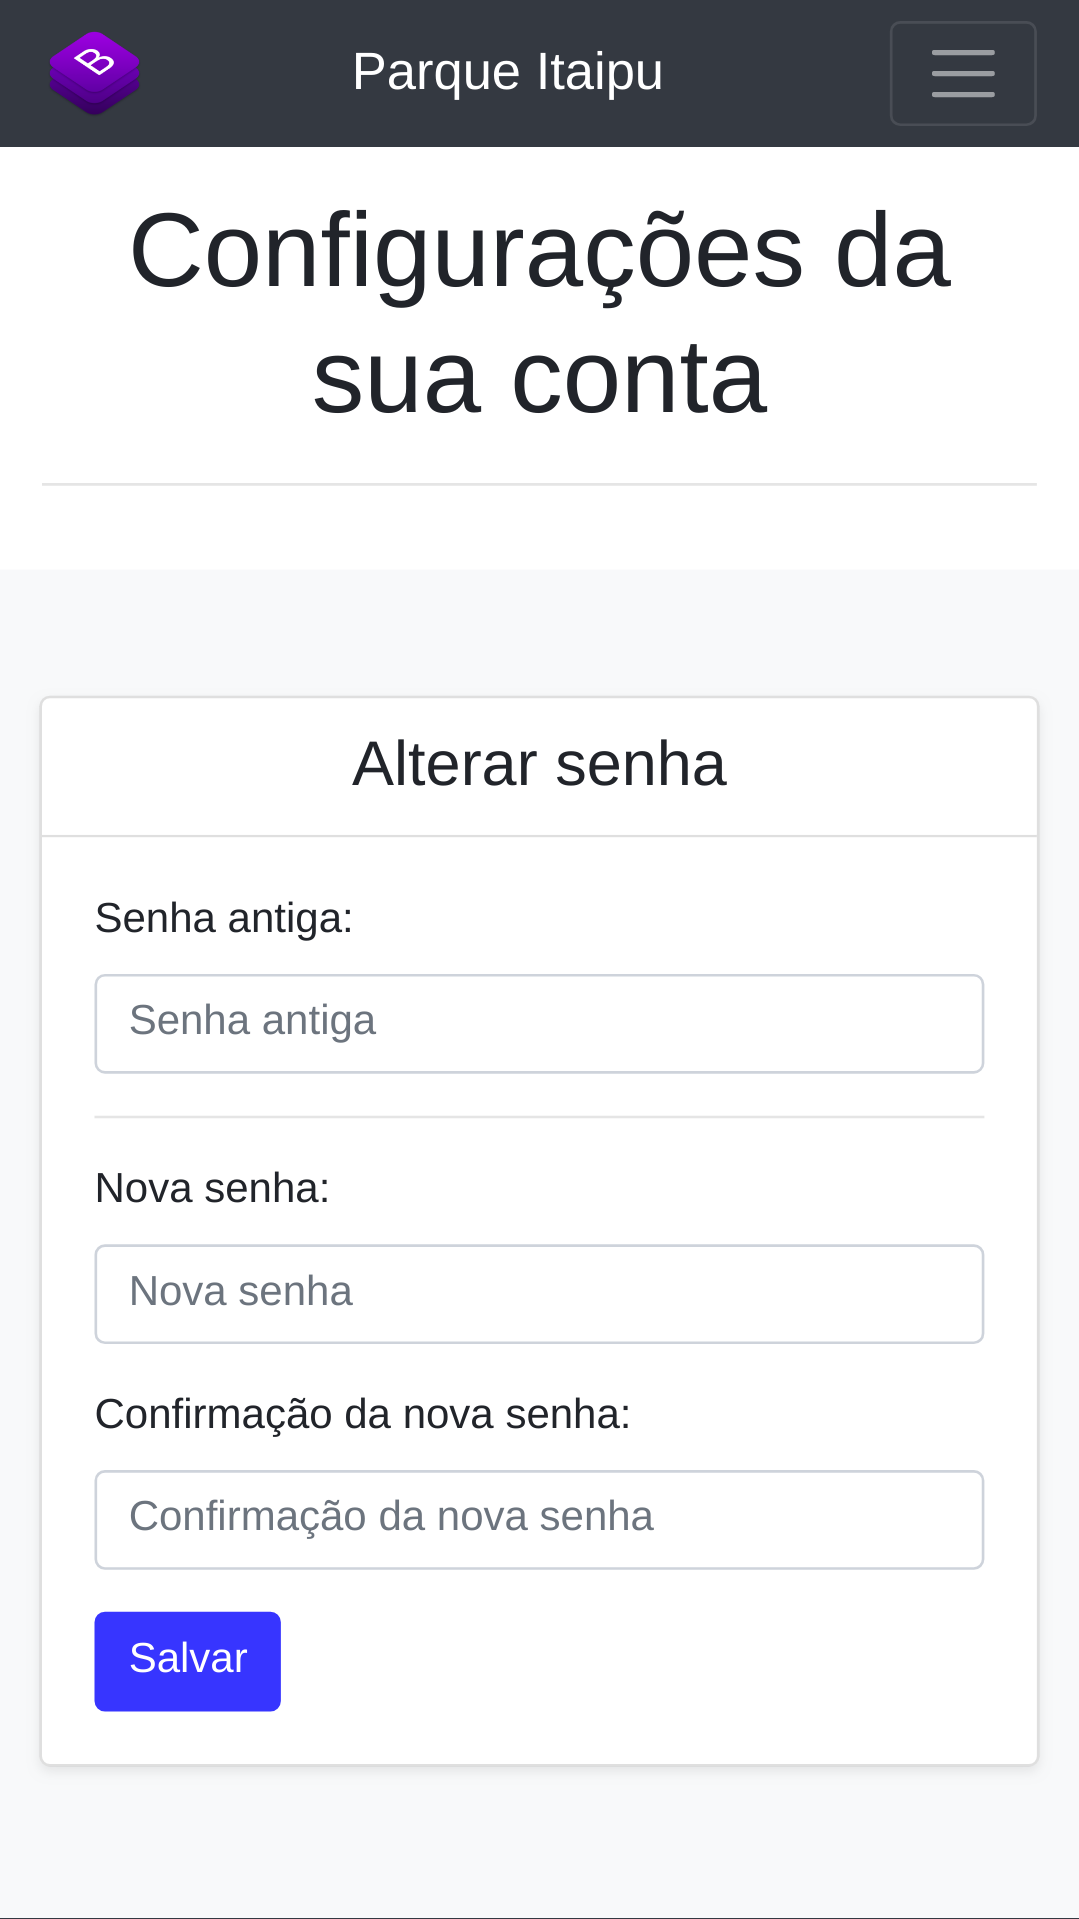 B
Parque Itaipu
Configurações da
sua conta
Alterar senha
Senha antiga:
Senha antiga
Nova senha:
Nova senha
Confirmação da nova senha:
Confirmação da nova senha
Salvar